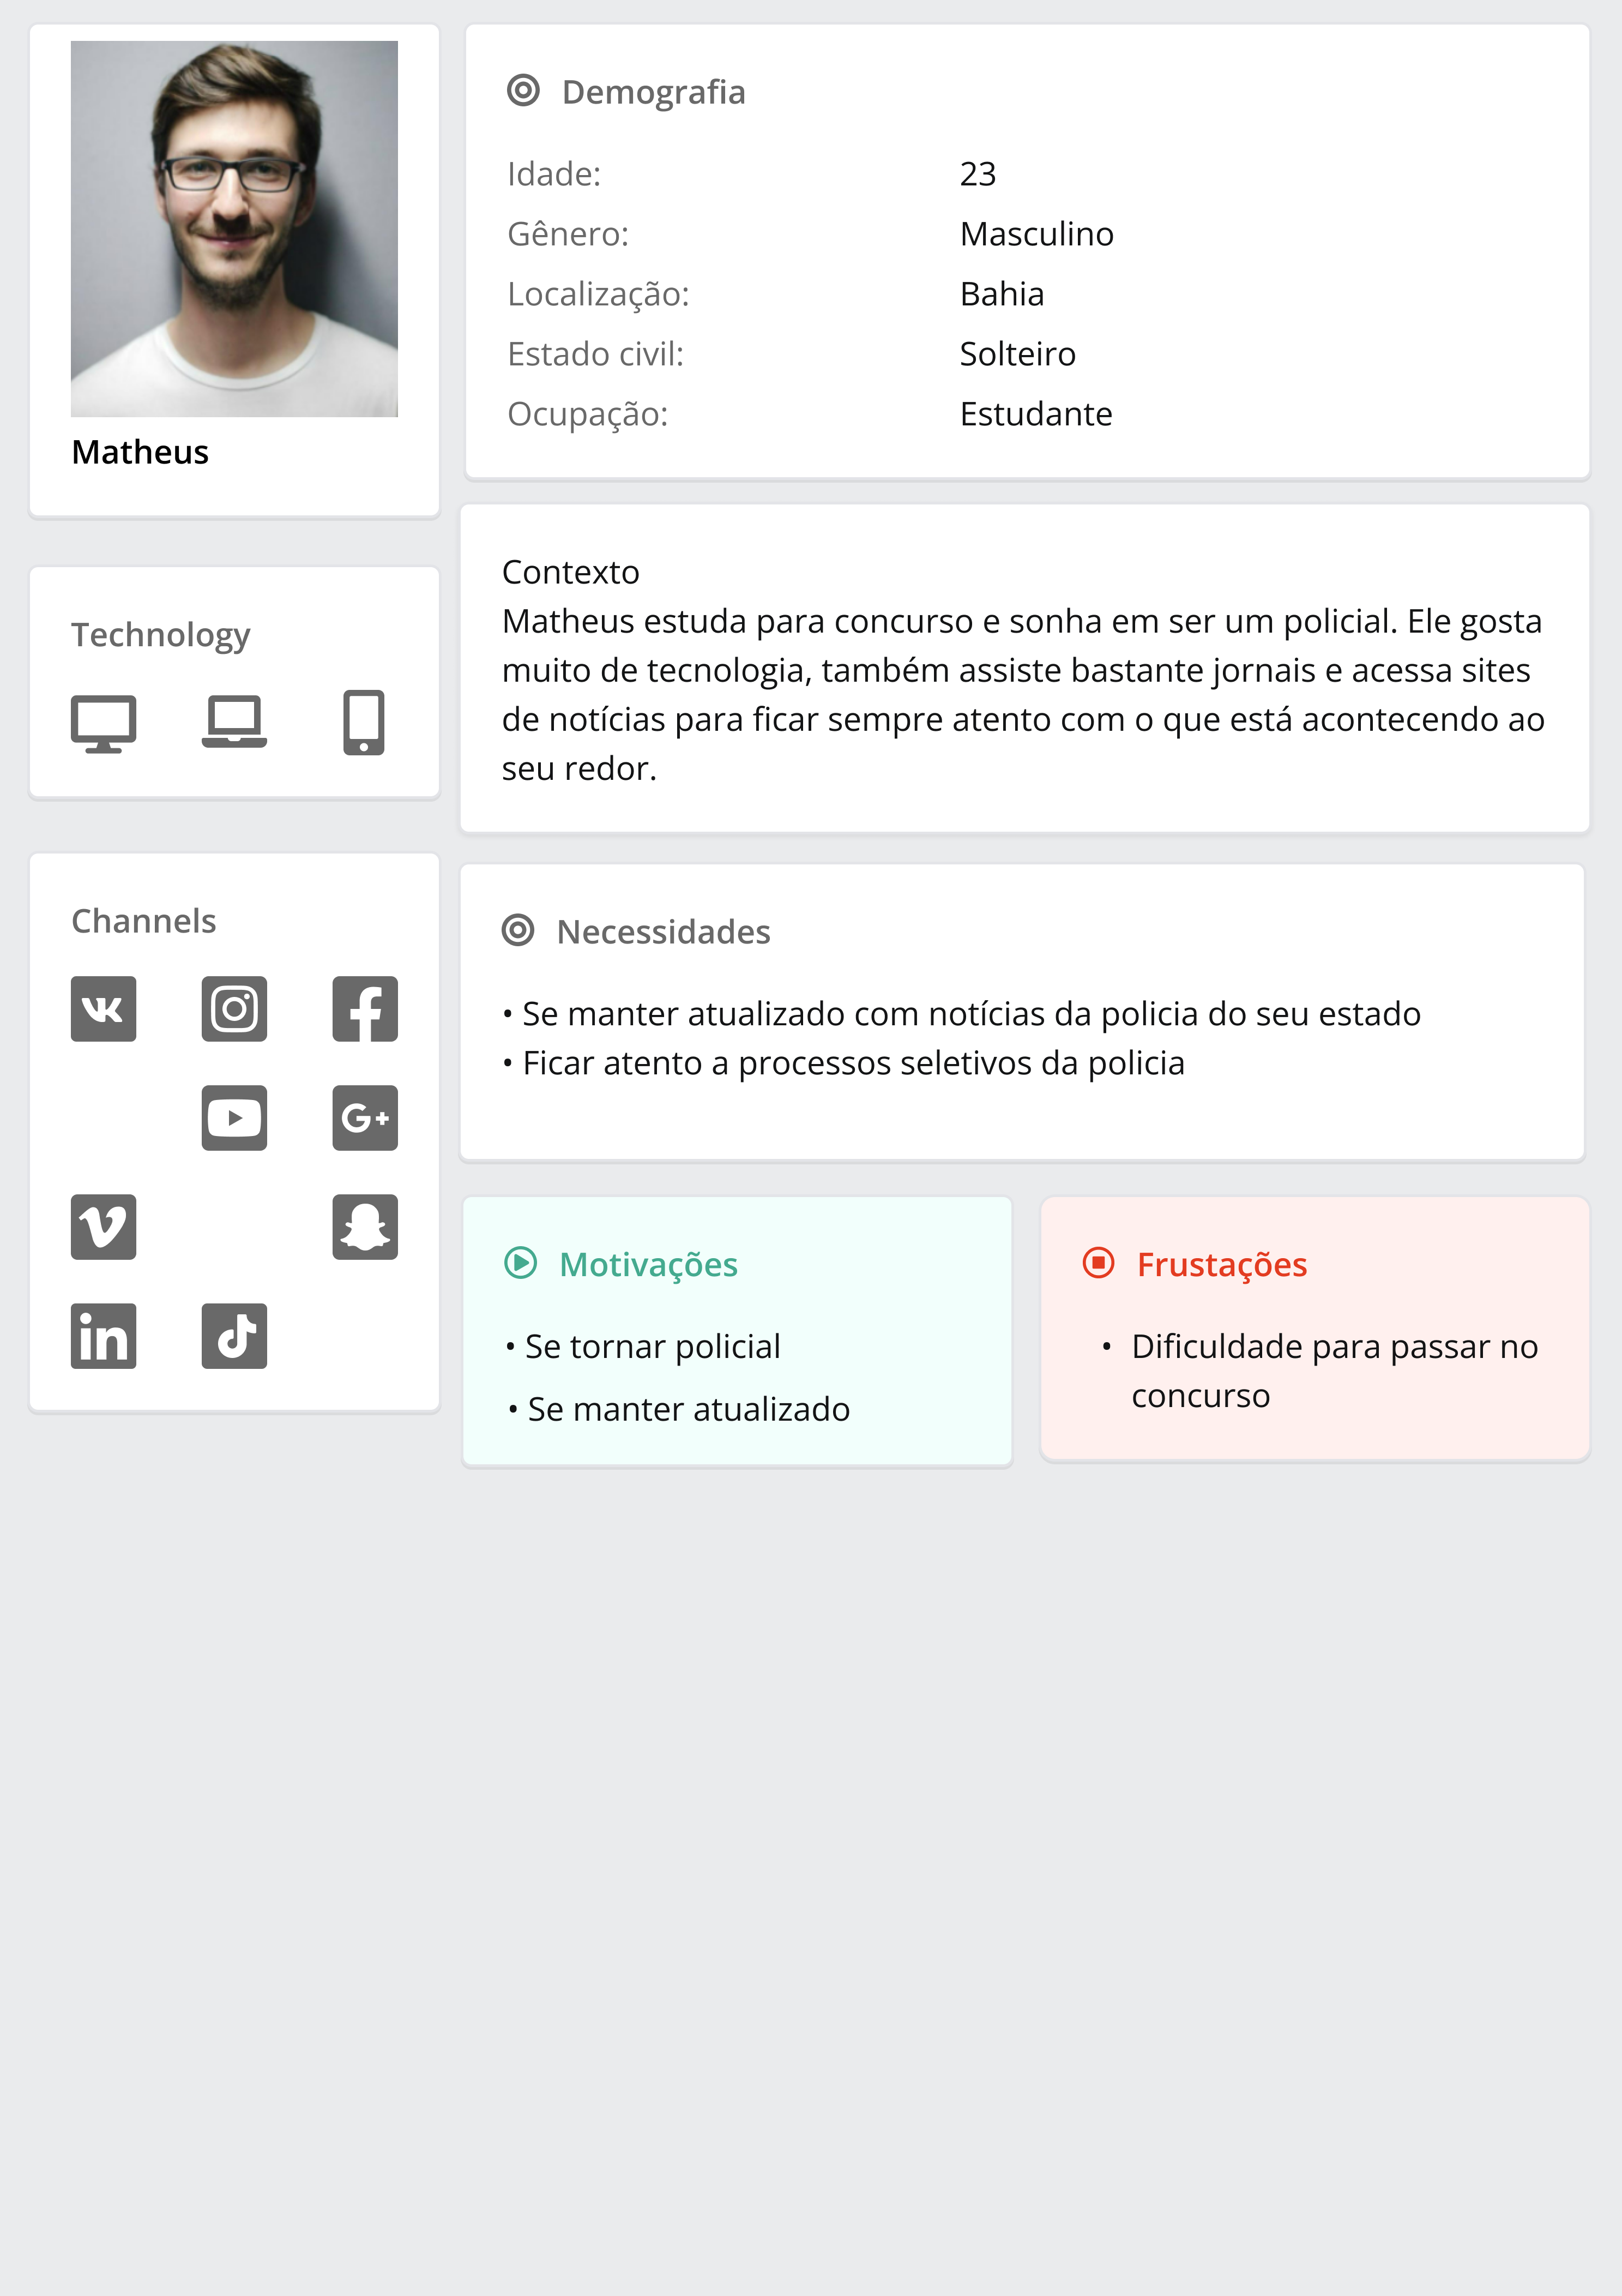 Matheus
Demografia
Idade: 23
Gênero: Masculino
Localização: Bahia
Estado civil: Solteiro
Ocupação: Estudante
Technology
Contexto
Matheus estuda para concurso e sonha em ser um policial. Ele gosta
muito de tecnologia, também assiste bastante jornais e acessa sites
de notícias para ficar sempre atento com o que está acontecendo ao
seu redor.
Channels
Necessidades
• Se manter atualizado com notícias da policia do seu estado
• Ficar atento a processos seletivos da policia
Motivações
• Se tornar policial
• Se manter atualizado
Frustações
• Dificuldade para passar no
concurso